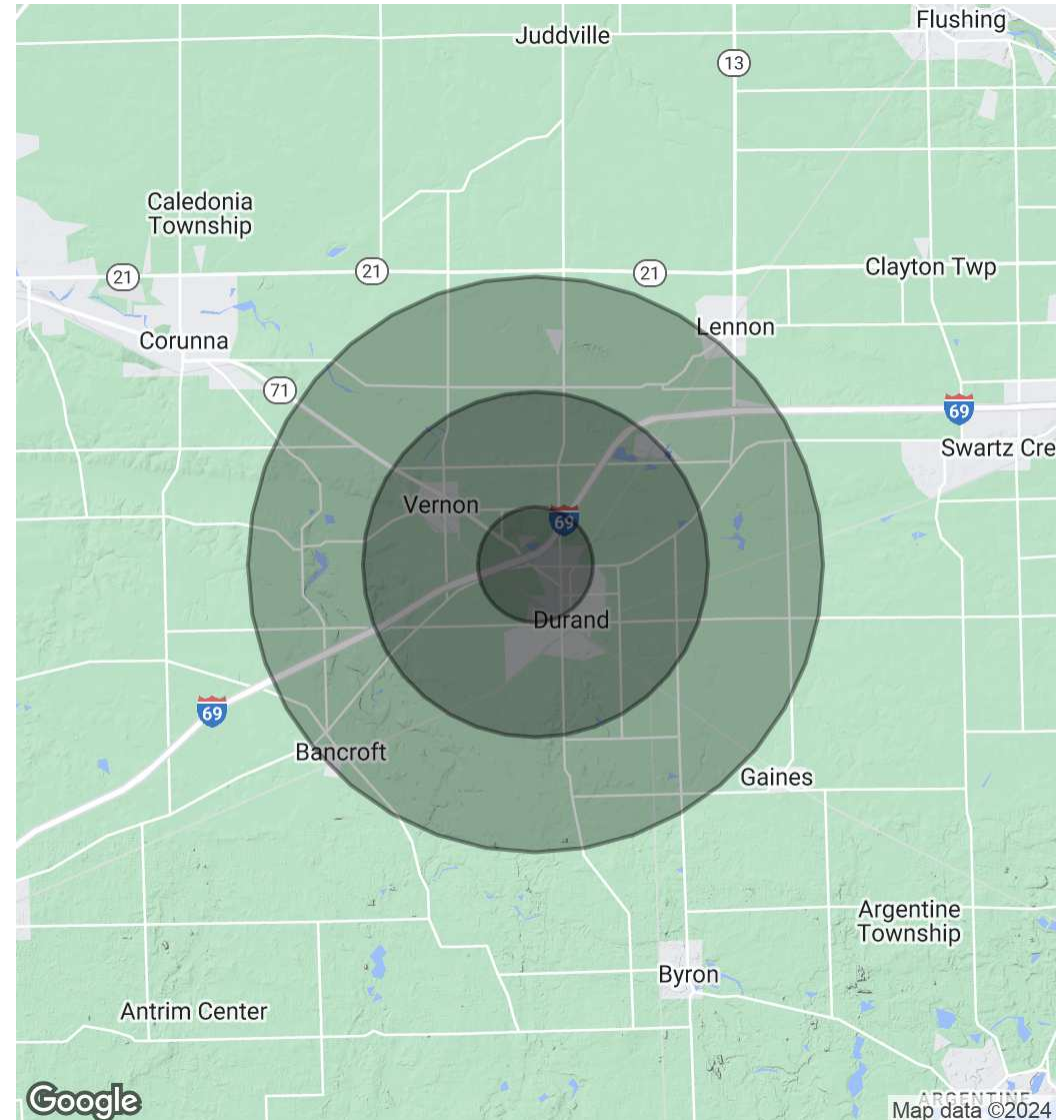 Flushing
Juddville
13
Caledonia
Township
Clayton Twp
21
21
21
Lennon
Corunna
71
69
Swartz Cre
Vernon
69
Durand
69
Bancroft
Gaines
Argentine
Township
Byron
Antrim Center
Google
ARGENTINE
Map data ©2024